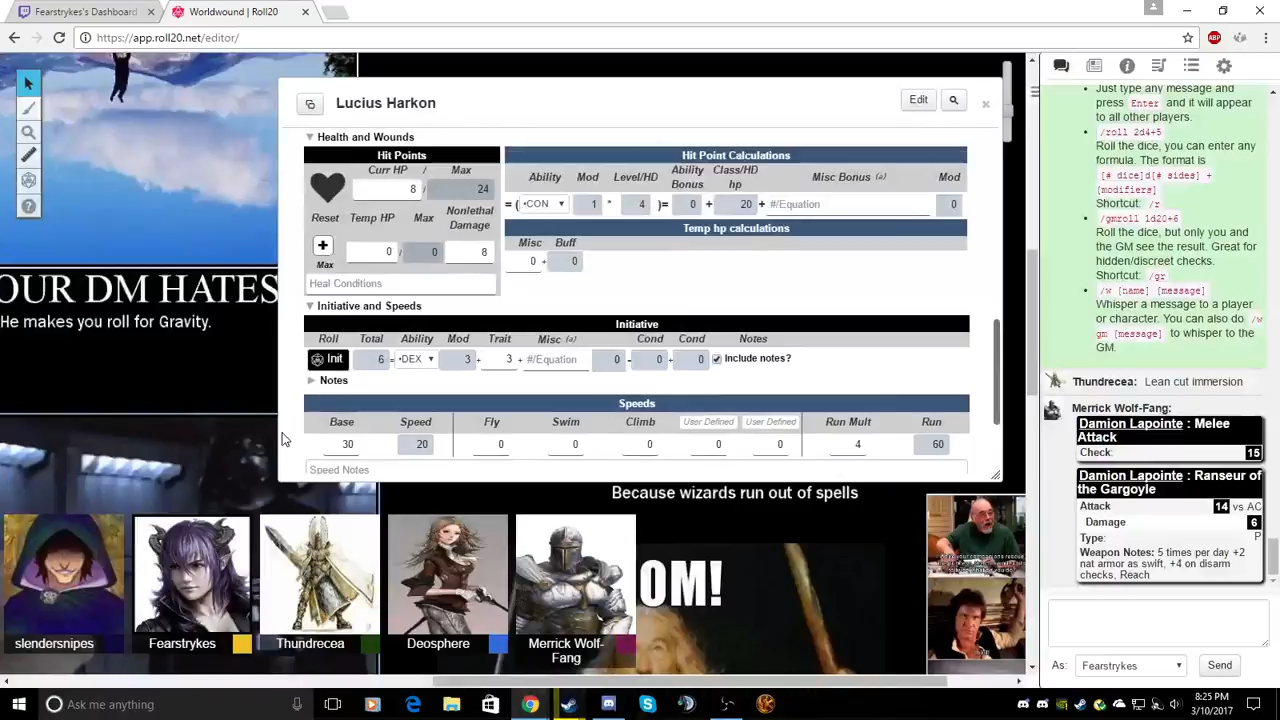 Fearstrykes's Dashboard
Worldwound | Roll20
https://app.roll20.net/editor/
ABP
Lucius Harkon
Edit
Health and Wounds
Hit Points
Curr HP / Max
8 / 24
Reset Temp HP Max Nonlethal Damage
Max 0 / 0 8
Heal Conditions
Hit Point Calculations
Ability Mod Level/HD Ability Bonus Class/HD hp Misc Bonus (a) Mod
= ( •CON 1 * 4 )= 0 + 20 + #/Equation 0
Temp hp calculations
Misc Buff
0 + 0
Initiative and Speeds
Initiative
Roll Total Ability Mod Trait Misc (a) Cond Cond Notes
Init 6 = •DEX 3 + 3 + #/Equation 0 - 0 + 0 Include notes?
Notes
Speeds
Base Speed Fly Swim Climb User Defined User Defined Run Mult Run
30 20 0 0 0 0 0 4 60
Speed Notes
OUR DM HATES
He makes you roll for Gravity.
Because wizards run out of spells
OM!
slendersnipes
Fearstrykes
Thundrecea
Deosphere
Merrick Wolf-
Fang
Just type any message and
press Enter and it will appear
to all other players.
/roll 2d4+5
Roll the dice, you can enter any
formula. The format is
[# dice]d[# sides] +
[modifiers]
Shortcut: /r
/gmroll 1d20+6
Roll the dice, but only you and
the GM see the result. Great for
hidden/discreet checks.
Shortcut: /gr
/w [name] [message]
Whisper a message to a player
or character. You can also do /w
gm [message] to whisper to the
GM.
Thundrecea: Lean cut immersion
Merrick Wolf-Fang:
Damion Lapointe : Melee
Attack
Check: 15
Damion Lapointe : Ranseur of
the Gargoyle
Attack 14 vs AC
Damage 6
Type: P
Weapon Notes: 5 times per day +2
nat armor as swift, +4 on disarm
checks, Reach
As: Fearstrykes Send
Ask me anything
8:25 PM
3/10/2017